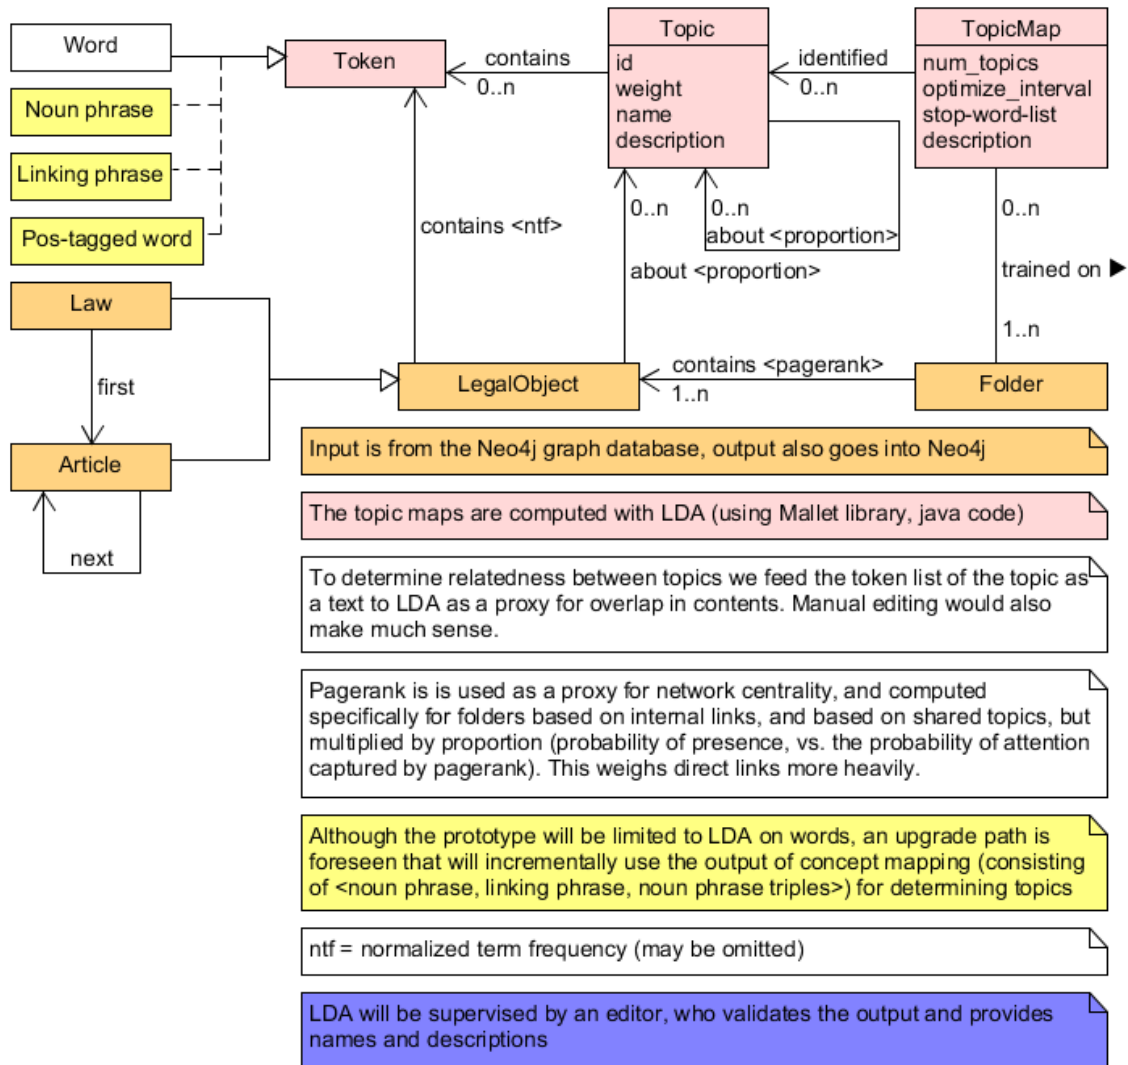 Word
Noun phrase
Linking phrase
Pos-tagged word
Token
contains
0..n
Topic
id
weight
name
description
identified
0..n
TopicMap
num_topics
optimize_interval
stop-word-list
description
contains <ntf>
0..n
about <proportion>
0..n
about <proportion>
0..n
trained on ▶
1..n
Law
first
Article
next
LegalObject
contains <pagerank>
1..n
Folder
Input is from the Neo4j graph database, output also goes into Neo4j
The topic maps are computed with LDA (using Mallet library, java code)
To determine relatedness between topics we feed the token list of the topic as
a text to LDA as a proxy for overlap in contents. Manual editing would also
make much sense.
Pagerank is is used as a proxy for network centrality, and computed
specifically for folders based on internal links, and based on shared topics, but
multiplied by proportion (probability of presence, vs. the probability of attention
captured by pagerank). This weighs direct links more heavily.
Although the prototype will be limited to LDA on words, an upgrade path is
foreseen that will incrementally use the output of concept mapping (consisting
of <noun phrase, linking phrase, noun phrase triples>) for determining topics
ntf = normalized term frequency (may be omitted)
LDA will be supervised by an editor, who validates the output and provides
names and descriptions